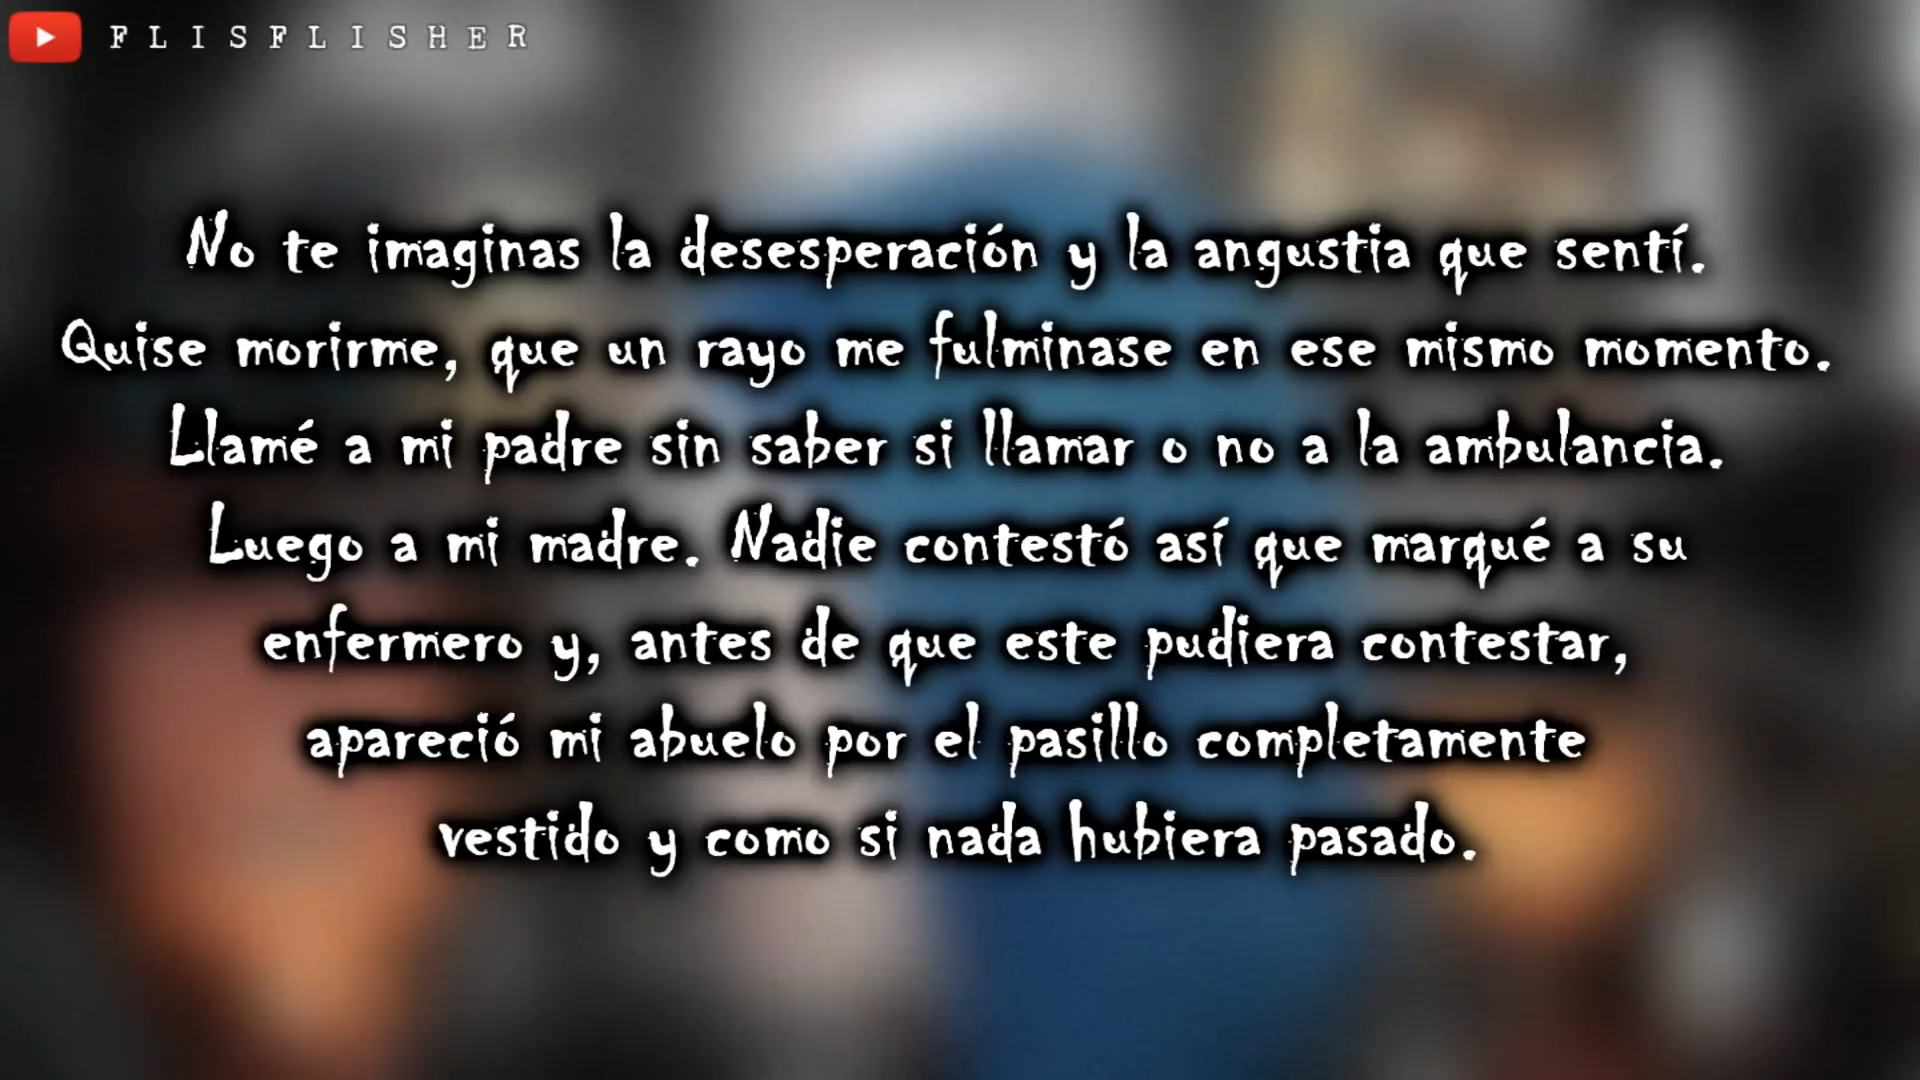 FLISFLISHER
No te imaginas la desesperación y la angustia que sentí.
Quise morirme, que un rayo me fulminase en ese mismo momento.
Llamé a mi padre sin saber si llamar o no a la ambulancia.
Luego a mi madre. Nadie contestó así que marqué a su
enfermero y, antes de que este pudiera contestar,
apareció mi abuelo por el pasillo completamente
vestido y como si nada hubiera pasado.